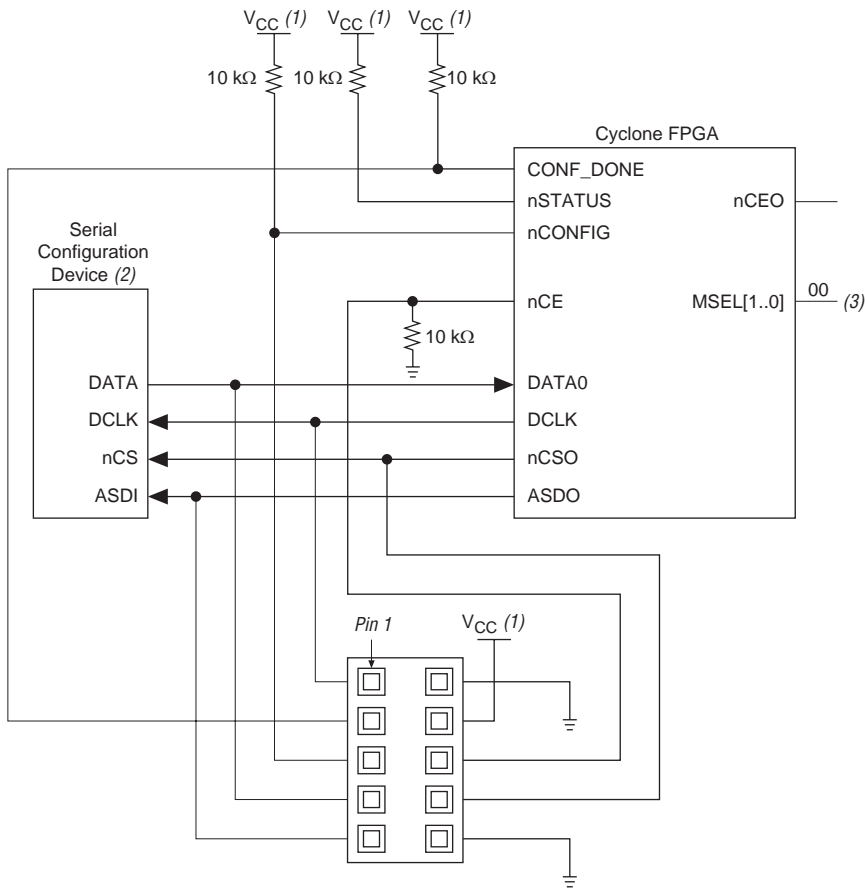 VCC (1) VCC (1) VCC (1)
10 kΩ 10 kΩ 10 kΩ
Cyclone FPGA
CONF_DONE
nSTATUS nCEO
nCONFIG
Serial
Configuration
Device (2)
nCE MSEL[1..0] 00 (3)
10 kΩ
DATA DATA0
DCLK DCLK
nCS nCSO
ASDI ASDO
Pin 1 VCC (1)